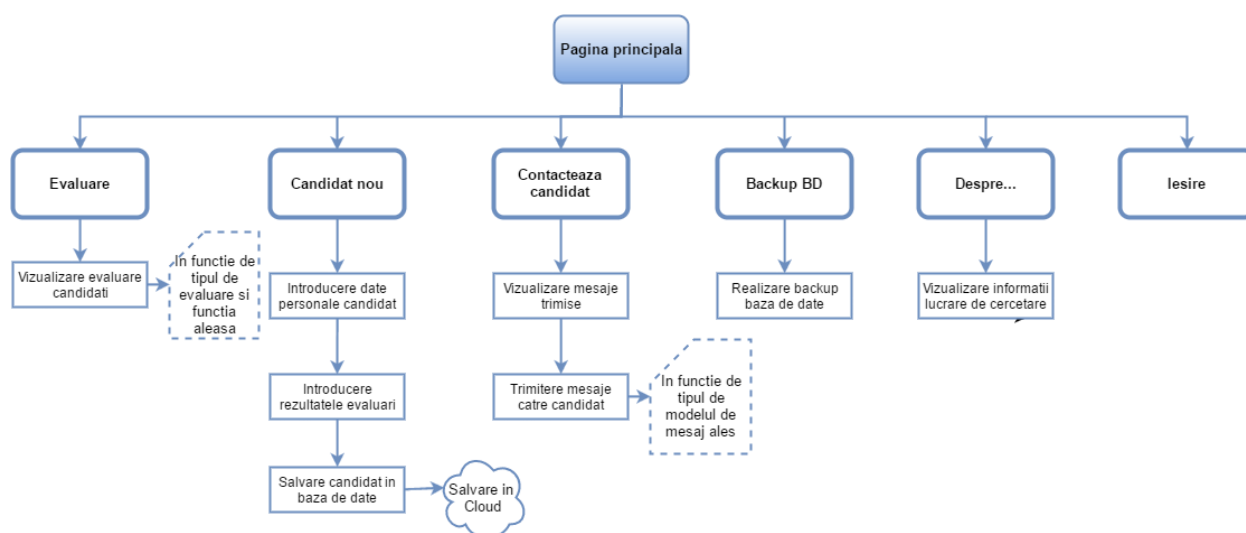 Pagina principala
Evaluare
Candidat nou
Contacteaza
candidat
Backup BD
Despre...
Iesire
Vizualizare evaluare
candidati
In functie de
tipul de
evaluare si
functia
aleasa
Introducere date
personale candidat
Vizualizare mesaje
trimise
Realizare backup
baza de date
Vizualizare informatii
lucrare de cercetare
Introducere
rezultatele evaluari
Trimitere mesaje
catre candidat
In functie de
tipul de
modelul de
mesaj ales
Salvare candidat in
baza de date
Salvare in
Cloud